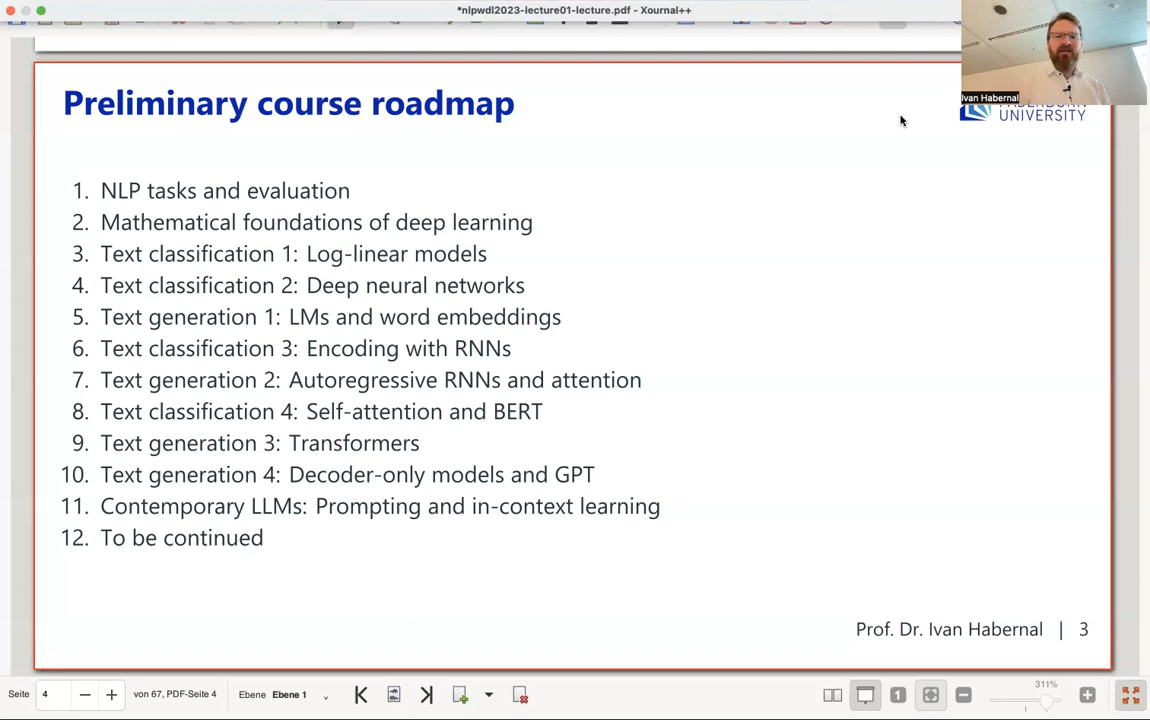 *nlpwdl2023-lecture01-lecture.pdf - Xournal++
Ivan Habernal
UNIVERSITY
Preliminary course roadmap
1. NLP tasks and evaluation
2. Mathematical foundations of deep learning
3. Text classification 1: Log-linear models
4. Text classification 2: Deep neural networks
5. Text generation 1: LMs and word embeddings
6. Text classification 3: Encoding with RNNs
7. Text generation 2: Autoregressive RNNs and attention
8. Text classification 4: Self-attention and BERT
9. Text generation 3: Transformers
10. Text generation 4: Decoder-only models and GPT
11. Contemporary LLMs: Prompting and in-context learning
12. To be continued
Prof. Dr. Ivan Habernal | 3
Seite 4 von 67, PDF-Seite 4 Ebene Ebene 1 1 311%